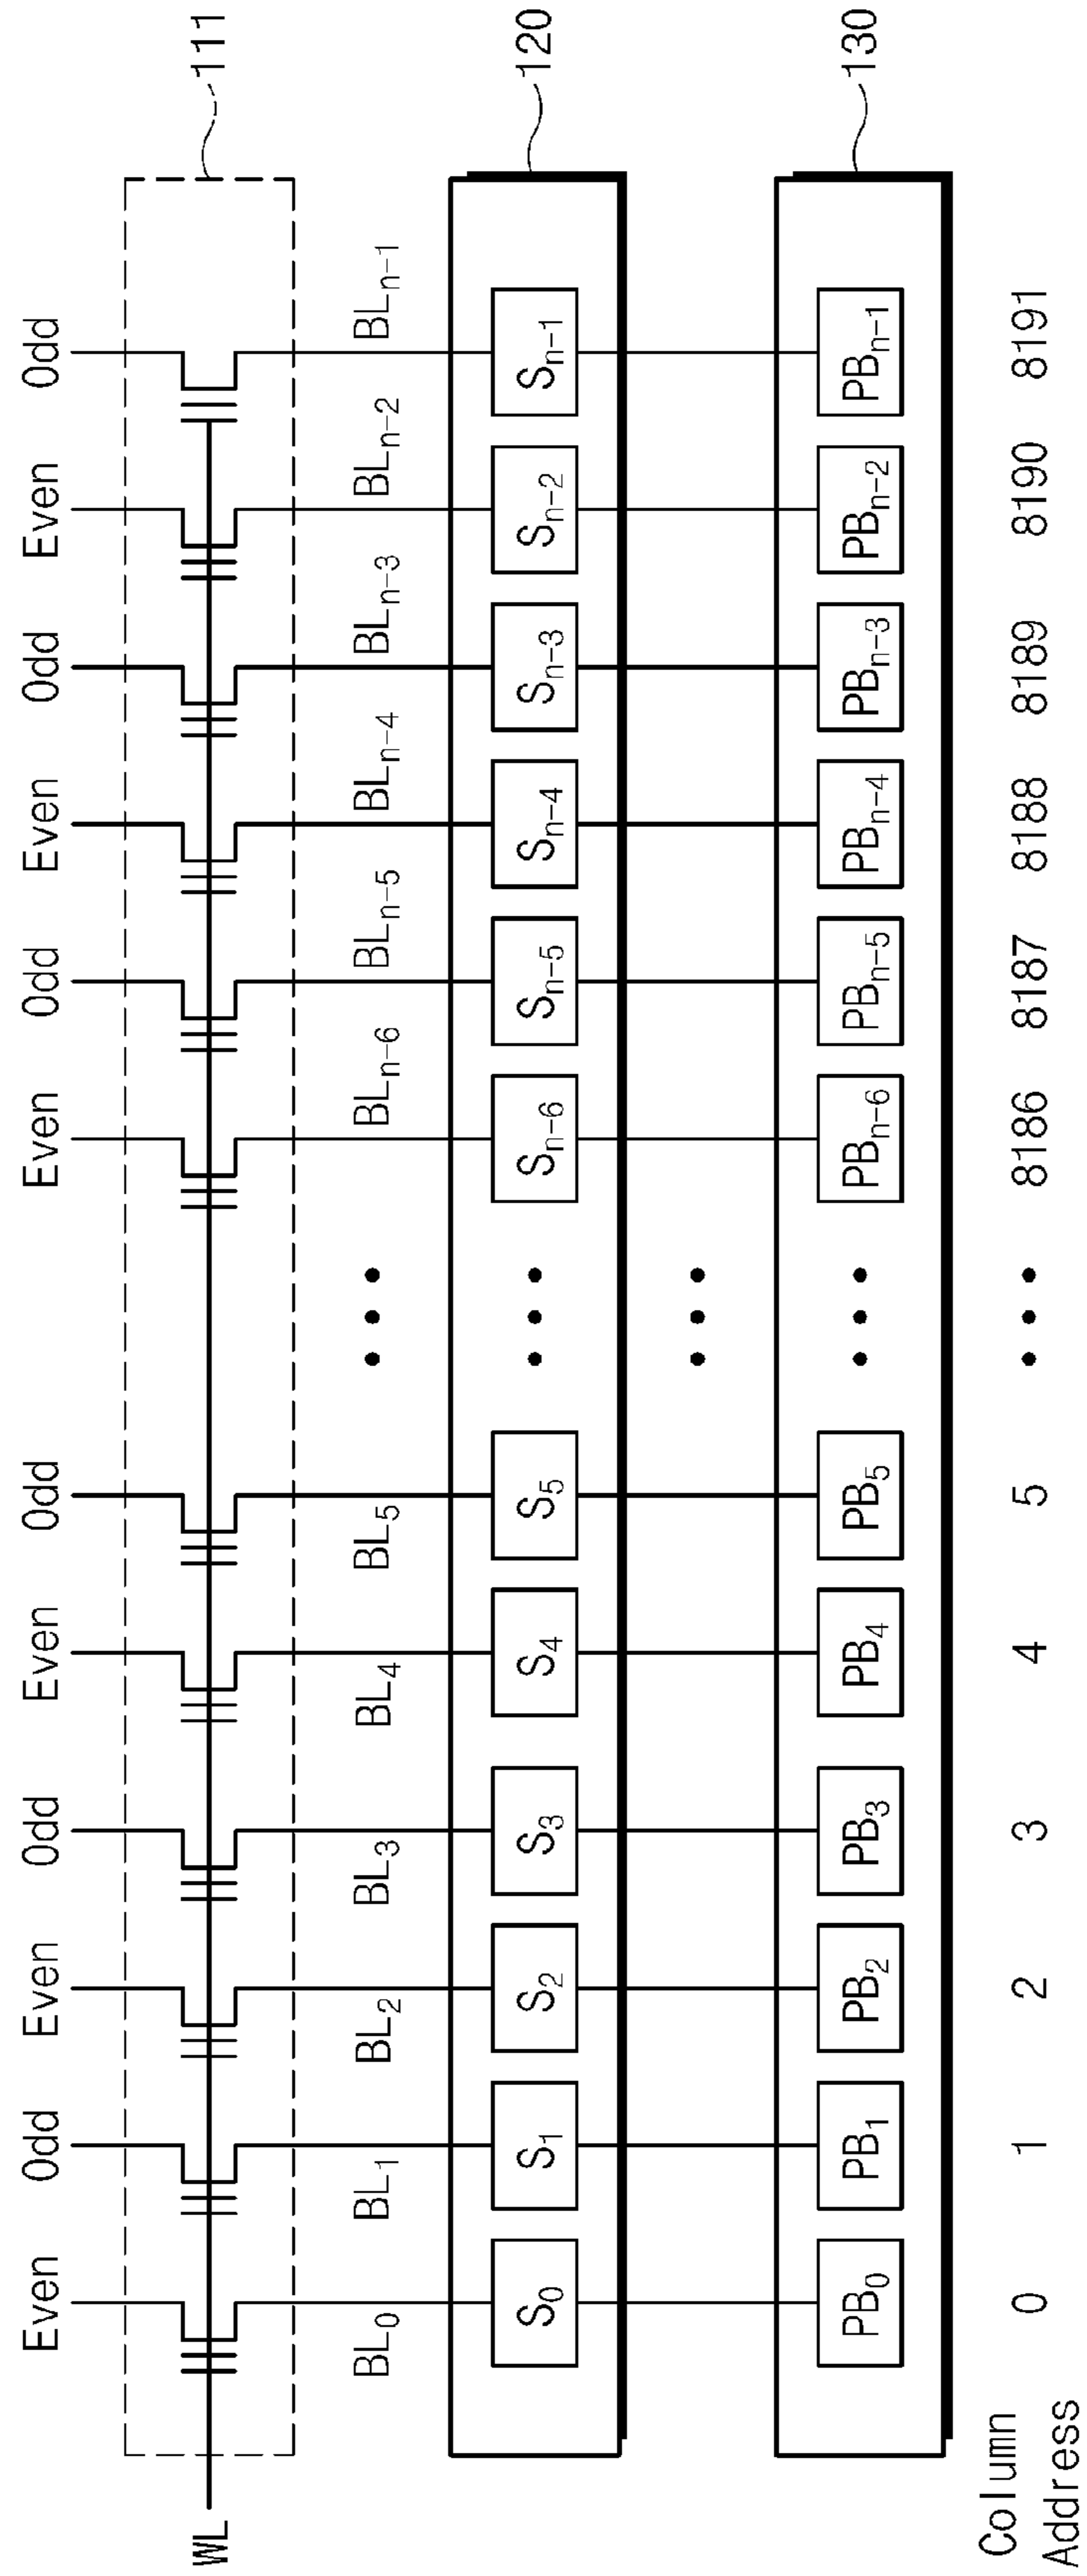 Even Odd Even Odd Even Odd Even Odd Even Odd Even Odd
WL 111
BL0 BL1 BL2 BL3 BL4 BL5 BLn-6 BLn-5 BLn-4 BLn-3 BLn-2 BLn-1
S0 S1 S2 S3 S4 S5 Sn-6 Sn-5 Sn-4 Sn-3 Sn-2 Sn-1 120
PB0 PB1 PB2 PB3 PB4 PB5 PBn-6 PBn-5 PBn-4 PBn-3 PBn-2 PBn-1 130
Column
Address 0 1 2 3 4 5 8186 8187 8188 8189 8190 8191